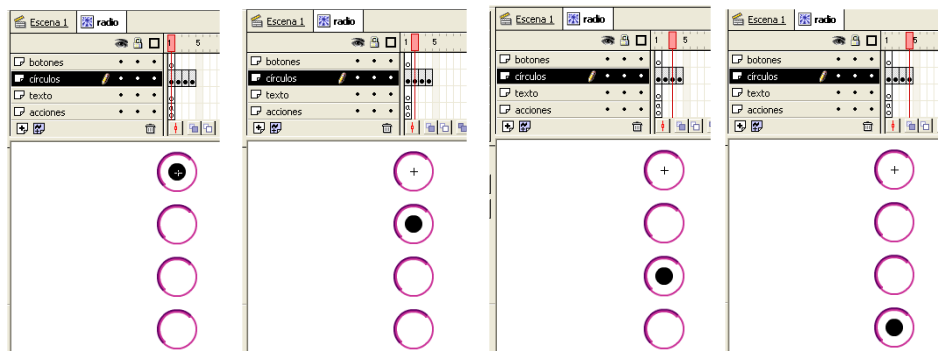 Escena 1 radio
1 5
botones
círculos
texto
acciones
Escena 1 radio
1 5
botones
círculos
texto
acciones
Escena 1 radio
1 5
botones
círculos
texto
acciones
Escena 1 radio
1 5
botones
círculos
texto
acciones